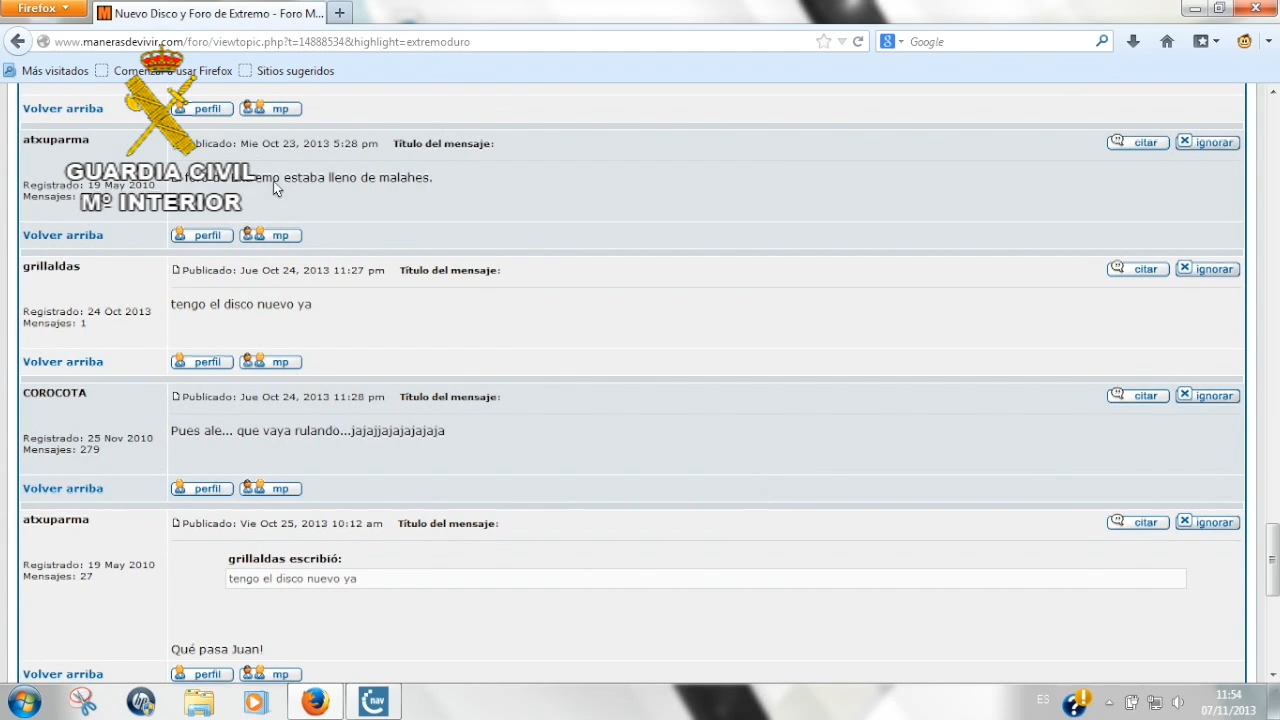 Firefox
Nuevo Disco y Foro de Extremo - Foro M...
www.manerasdevivir.com/foro/viewtopic.php?t=14888534&highlight=extremoduro
Google
Más visitados
Comenzar a usar Firefox
Sitios sugeridos
Volver arriba
perfil
mp
atxuparma
Publicado: Mie Oct 23, 2013 5:28 pm Título del mensaje:
citar
ignorar
GUARDIA CIVIL
Mº INTERIOR
estaba lleno de malahes.
Registrado: 19 May 2010
Mensajes:
Volver arriba
perfil
mp
grillaldas
Publicado: Jue Oct 24, 2013 11:27 pm Título del mensaje:
citar
ignorar
tengo el disco nuevo ya
Registrado: 24 Oct 2013
Mensajes: 1
Volver arriba
perfil
mp
COROCOTA
Publicado: Jue Oct 24, 2013 11:28 pm Título del mensaje:
citar
ignorar
Pues ale... que vaya rulando...jajajjajajajajaja
Registrado: 25 Nov 2010
Mensajes: 279
Volver arriba
perfil
mp
atxuparma
Publicado: Vie Oct 25, 2013 10:12 am Título del mensaje:
citar
ignorar
grillaldas escribió:
tengo el disco nuevo ya
Registrado: 19 May 2010
Mensajes: 27
Qué pasa Juan!
Volver arriba
perfil
mp
nav
ES
11:54
07/11/2013